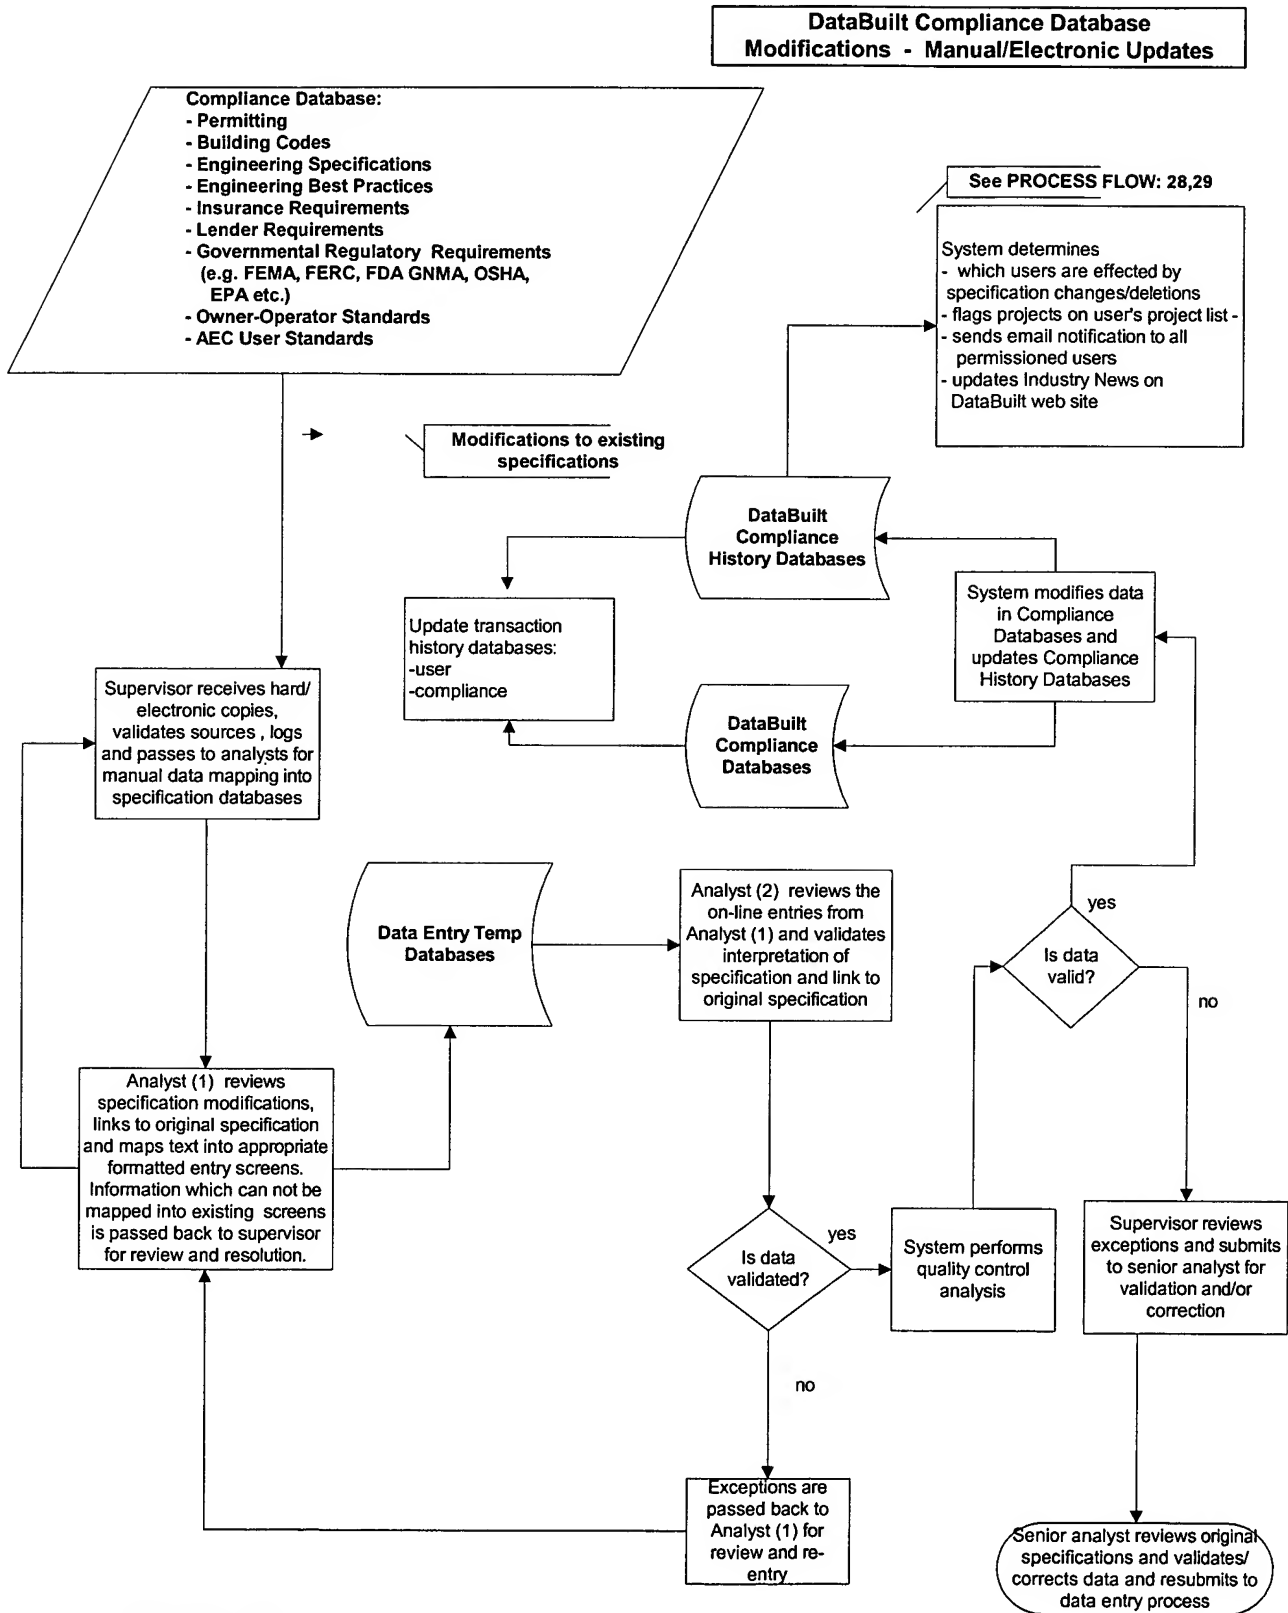 DataBuilt Compliance Database
Modifications - Manual/Electronic Updates
Compliance Database:
- Permitting
- Building Codes
- Engineering Specifications
- Engineering Best Practices
- Insurance Requirements
- Lender Requirements
- Governmental Regulatory Requirements
(e.g. FEMA, FERC, FDA GNMA, OSHA,
EPA etc.)
- Owner-Operator Standards
- AEC User Standards
See PROCESS FLOW: 28,29
System determines
- which users are effected by
specification changes/deletions
- flags projects on user's project list -
- sends email notification to all
permissioned users
- updates Industry News on
DataBuilt web site
Modifications to existing
specifications
DataBuilt
Compliance
History Databases
Update transaction
history databases:
-user
-compliance
System modifies data
in Compliance
Databases and
updates Compliance
History Databases
DataBuilt
Compliance
Databases
Supervisor receives hard/
electronic copies,
validates sources , logs
and passes to analysts for
manual data mapping into
specification databases
Data Entry Temp
Databases
Analyst (2) reviews the
on-line entries from
Analyst (1) and validates
interpretation of
specification and link to
original specification
yes
Is data
valid?
no
Analyst (1) reviews
specification modifications,
links to original specification
and maps text into appropriate
formatted entry screens.
Information which can not be
mapped into existing screens
is passed back to supervisor
for review and resolution.
Is data
validated?
yes
System performs
quality control
analysis
Supervisor reviews
exceptions and submits
to senior analyst for
validation and/or
correction
no
Exceptions are
passed back to
Analyst (1) for
review and re-
entry
Senior analyst reviews original
specifications and validates/
corrects data and resubmits to
data entry process